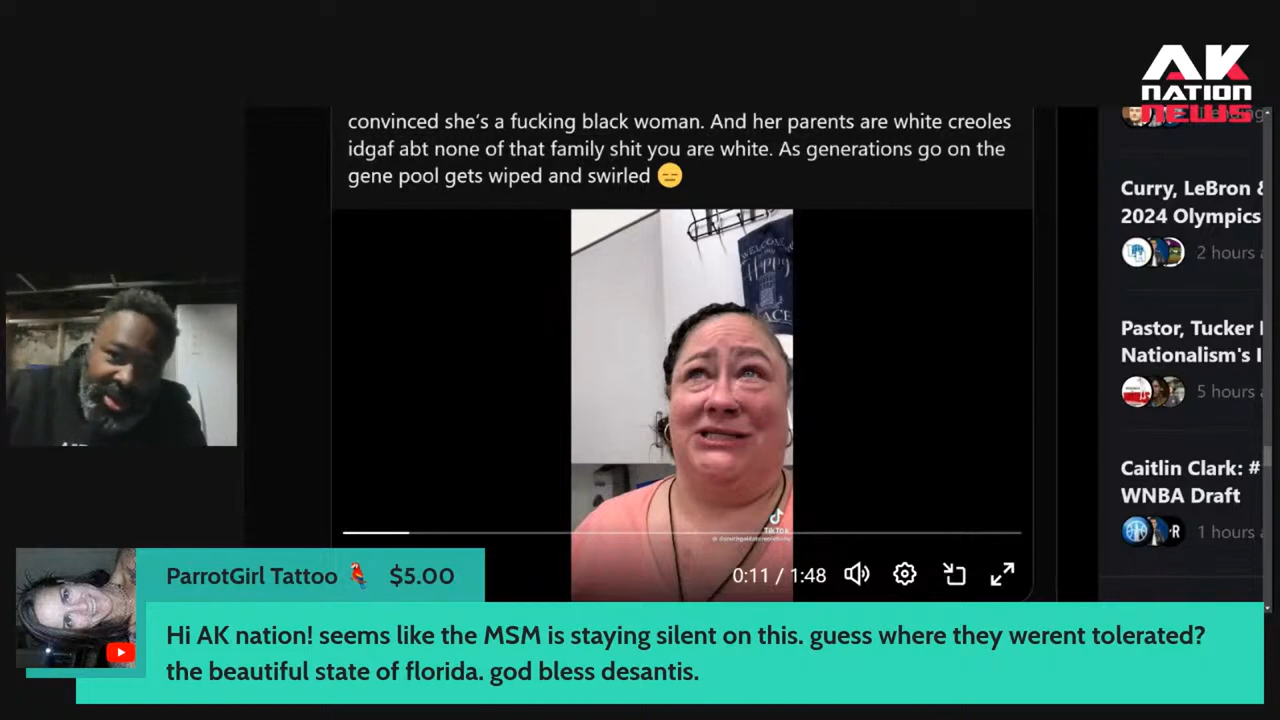 AK
NATION
NEWS
convinced she's a fucking black woman. And her parents are white creoles
idgaf abt none of that family shit you are white. As generations go on the
gene pool gets wiped and swirled 😑
Curry, LeBron &
2024 Olympics
2 hours a
Pastor, Tucker
Nationalism's I
5 hours a
Caitlin Clark: #
WNBA Draft
1 hours a
WELCOME
Happy
ACE
TikTok
0:11 / 1:48
ParrotGirl Tattoo 🦜 $5.00
Hi AK nation! seems like the MSM is staying silent on this. guess where they werent tolerated?
the beautiful state of florida. god bless desantis.